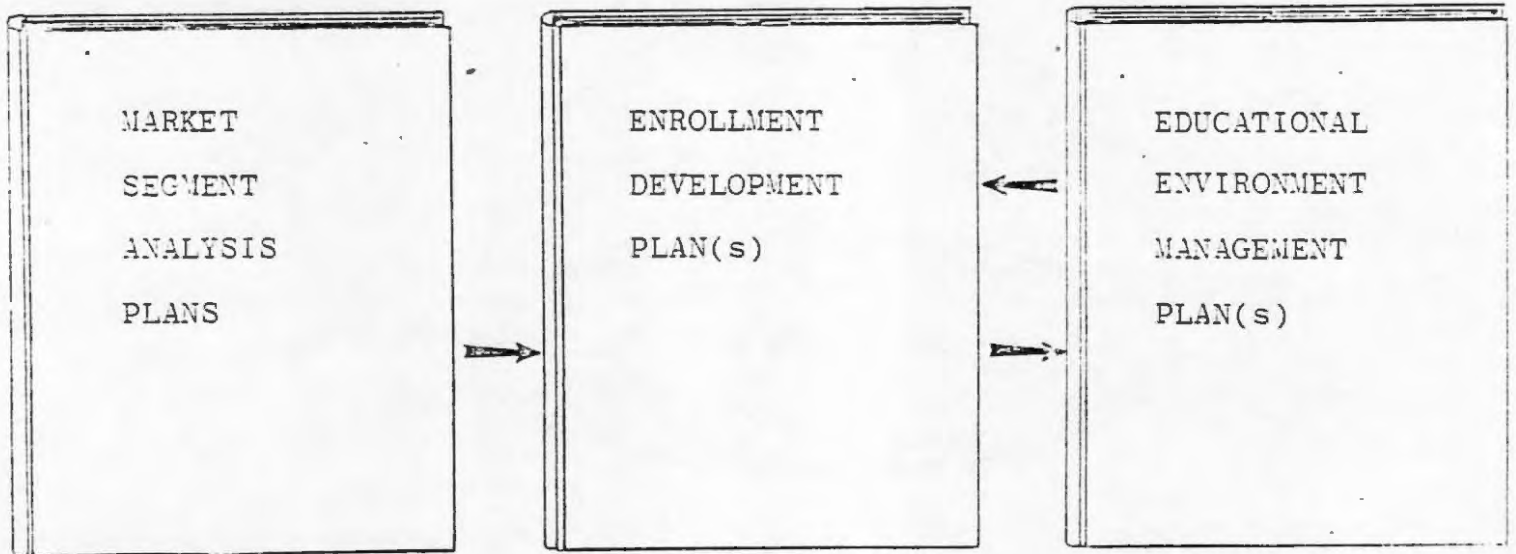 MARKET
SEGMENT
ANALYSIS
PLANS
ENROLLMENT
DEVELOPMENT
PLAN(s)
EDUCATIONAL
ENVIRONMENT
MANAGEMENT
PLAN(s)